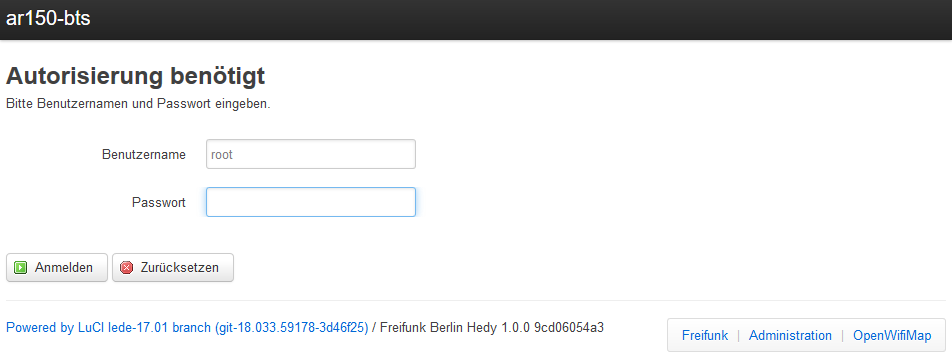 ar150-bts
Autorisierung benötigt
Bitte Benutzernamen und Passwort eingeben.
Benutzername root
Passwort
Anmelden Zurücksetzen
Powered by LuCI lede-17.01 branch (git-18.033.59178-3d46f25) / Freifunk Berlin Hedy 1.0.0 9cd06054a3
Freifunk | Administration | OpenWifiMap